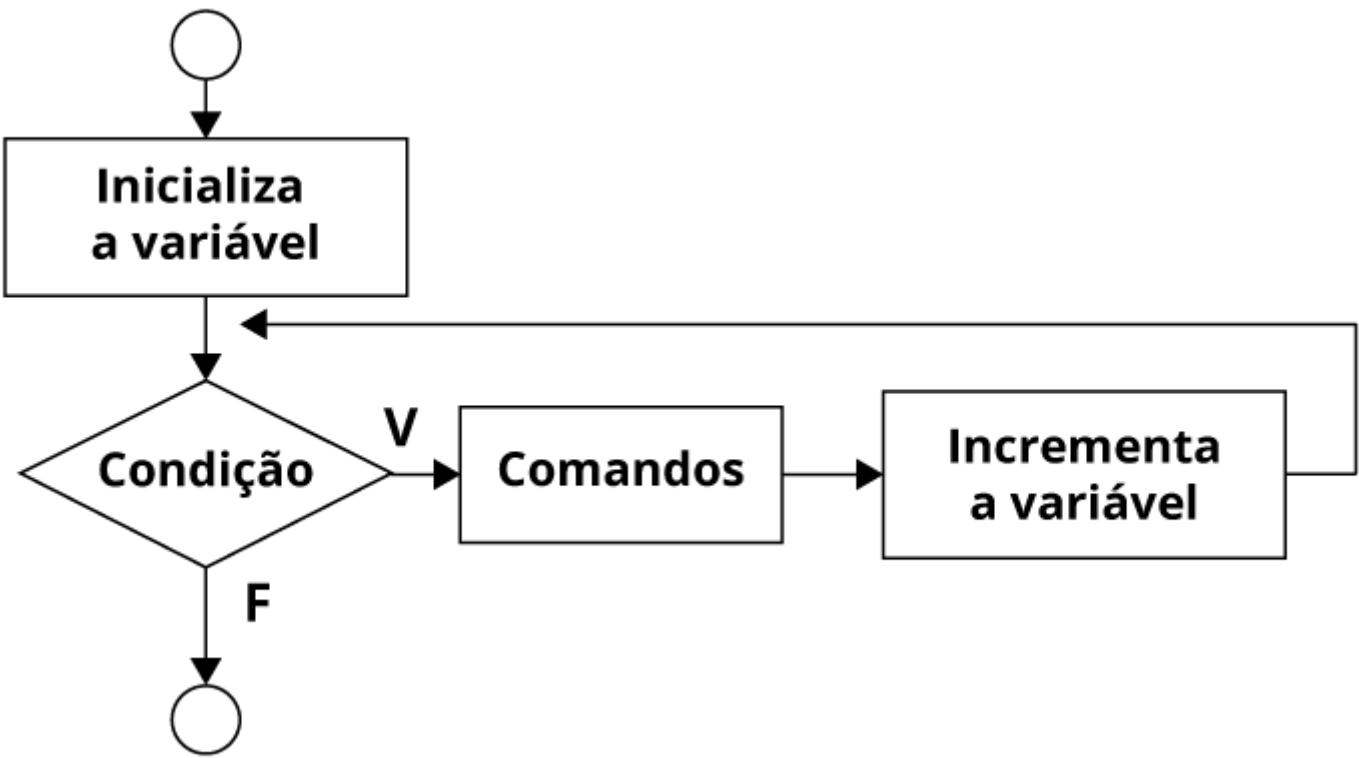 Inicializa
a variável
Condição
V
Comandos
Incrementa
a variável
F